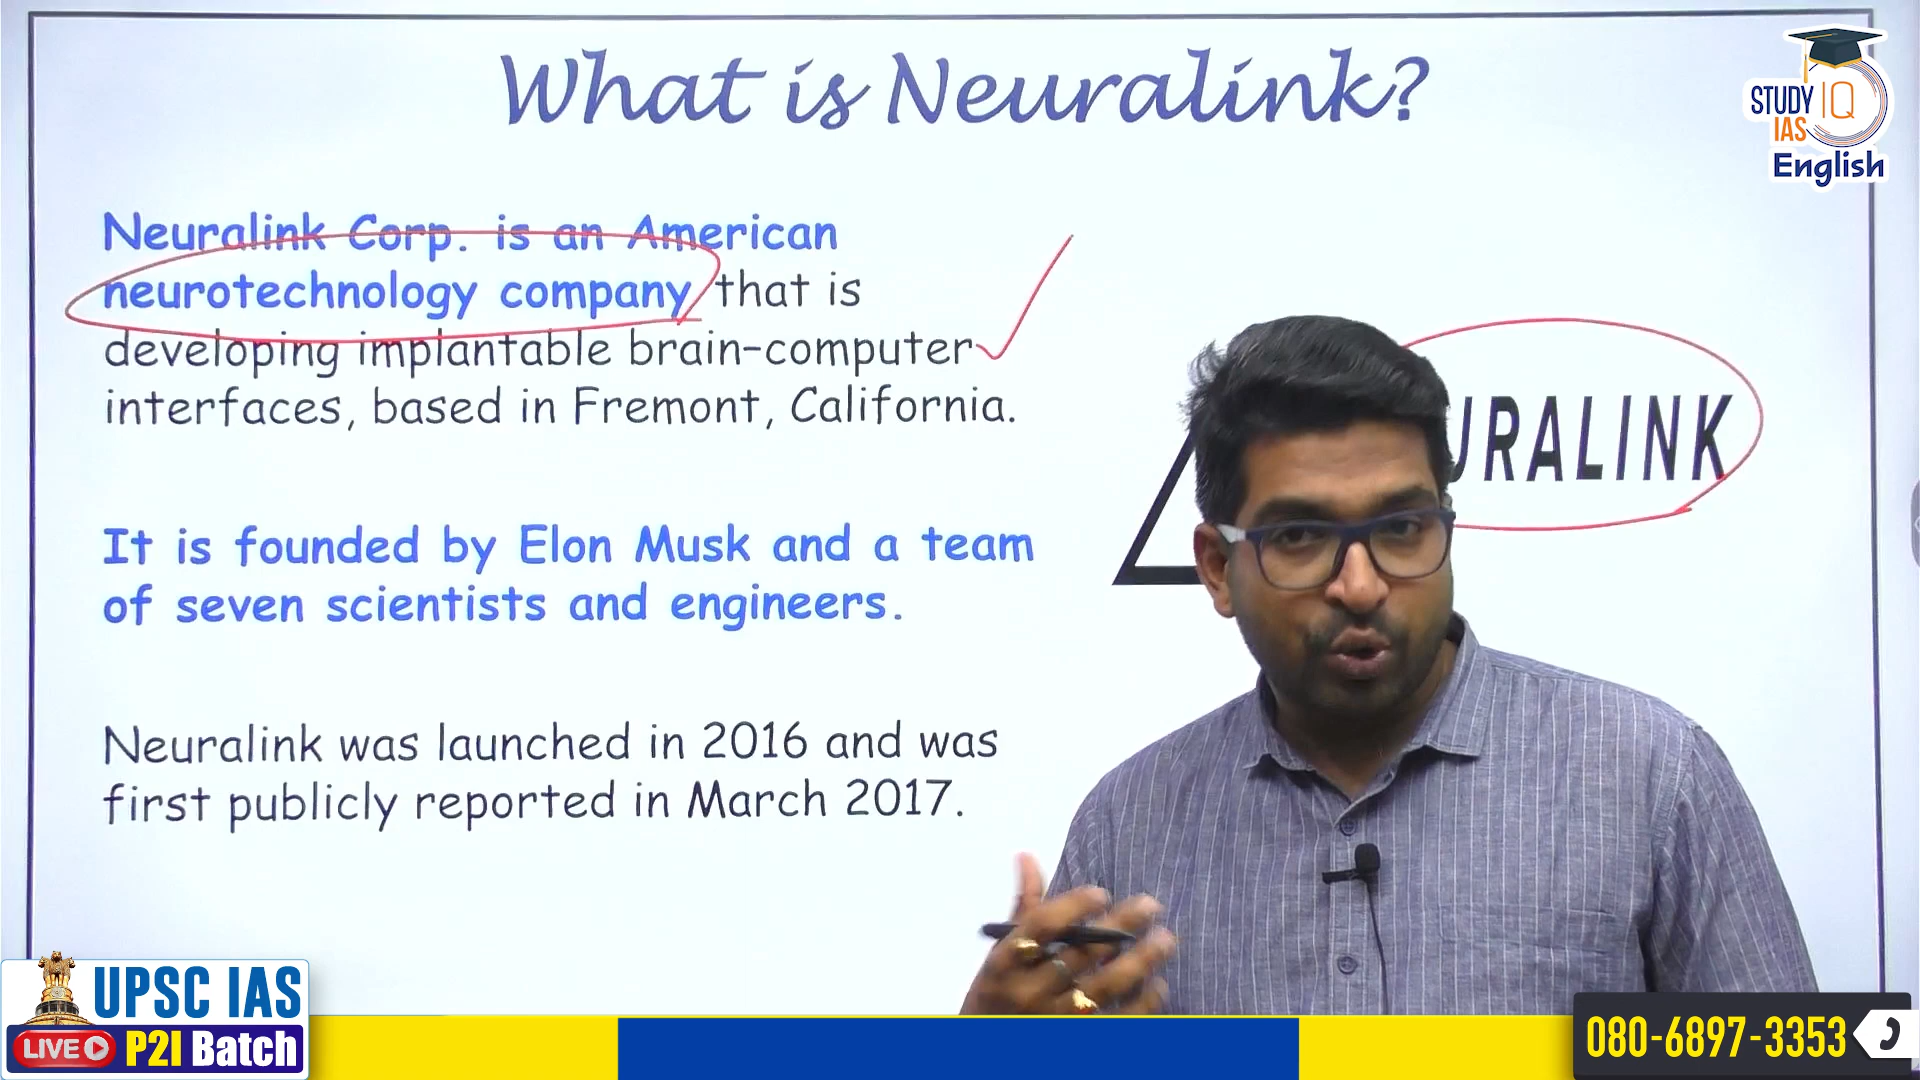 What is Neuralink?
STUDY IQ
IAS
English
Neuralink Corp. is an American
neurotechnology company that is
developing implantable brain–computer
interfaces, based in Fremont, California.
URALINK
It is founded by Elon Musk and a team
of seven scientists and engineers.
Neuralink was launched in 2016 and was
first publicly reported in March 2017.
UPSC IAS
LIVE P2I Batch
080-6897-3353